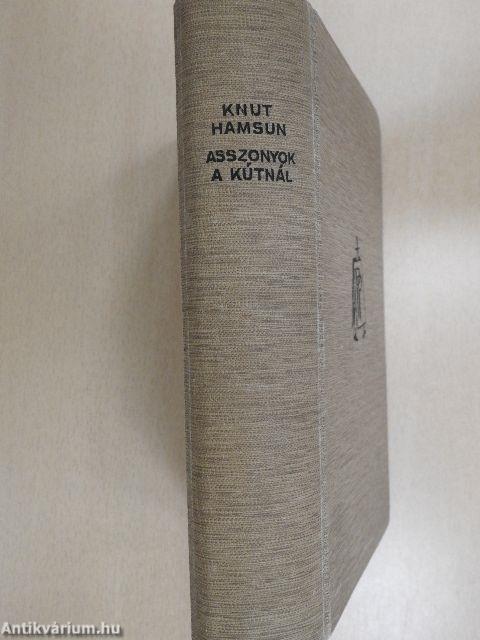 KNUT
HAMSUN
ASSZONYOK
A KÚTNÁL
Antikvárium.hu